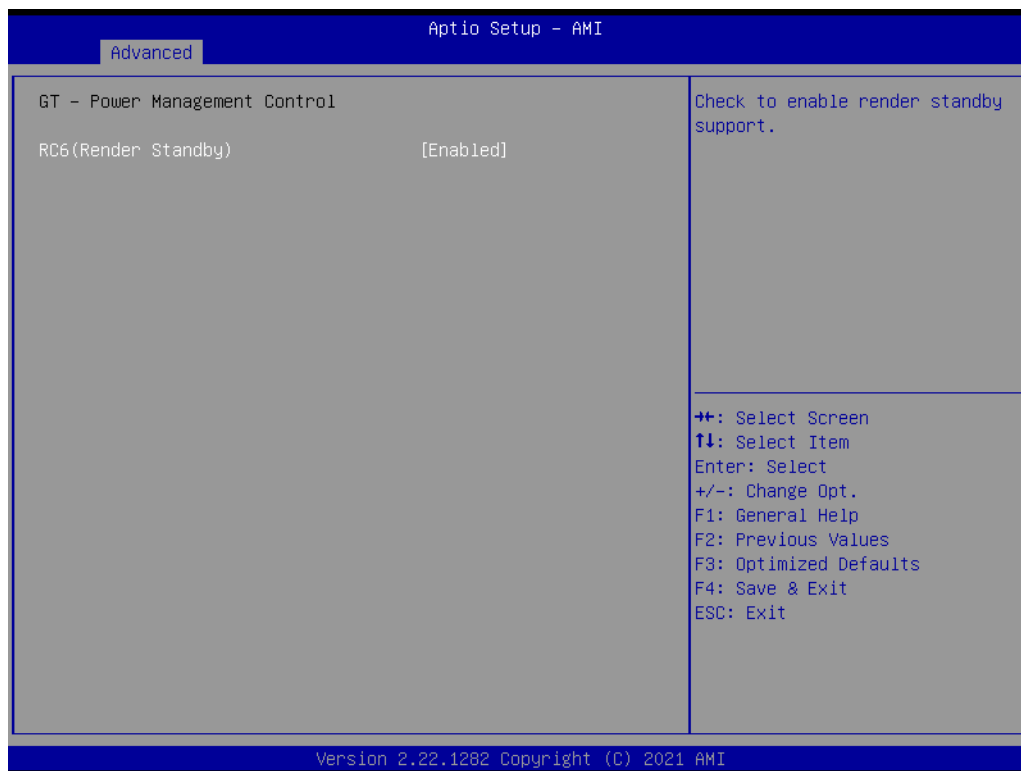 Aptio Setup – AMI
Advanced
GT – Power Management Control
RC6(Render Standby) [Enabled]
Check to enable render standby
support.
→←: Select Screen
↑↓: Select Item
Enter: Select
+/-: Change Opt.
F1: General Help
F2: Previous Values
F3: Optimized Defaults
F4: Save & Exit
ESC: Exit
Version 2.22.1282 Copyright (C) 2021 AMI